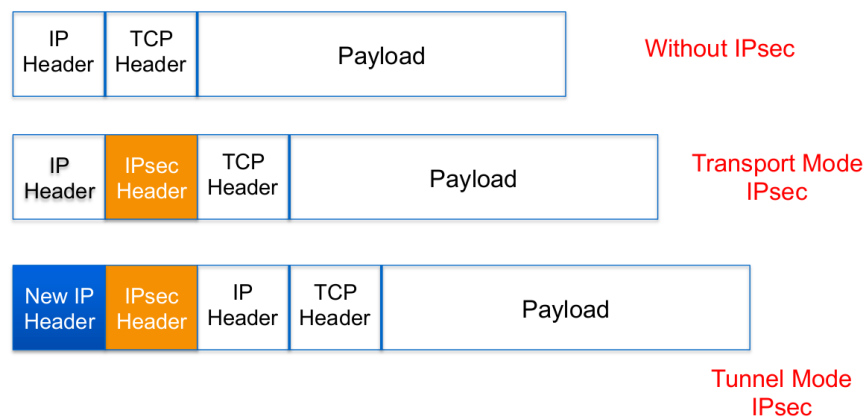 IP
Header
TCP
Header
Payload
Without IPsec
IP
Header
IPsec
Header
TCP
Header
Payload
Transport Mode
IPsec
New IP
Header
IPsec
Header
IP
Header
TCP
Header
Payload
Tunnel Mode
IPsec